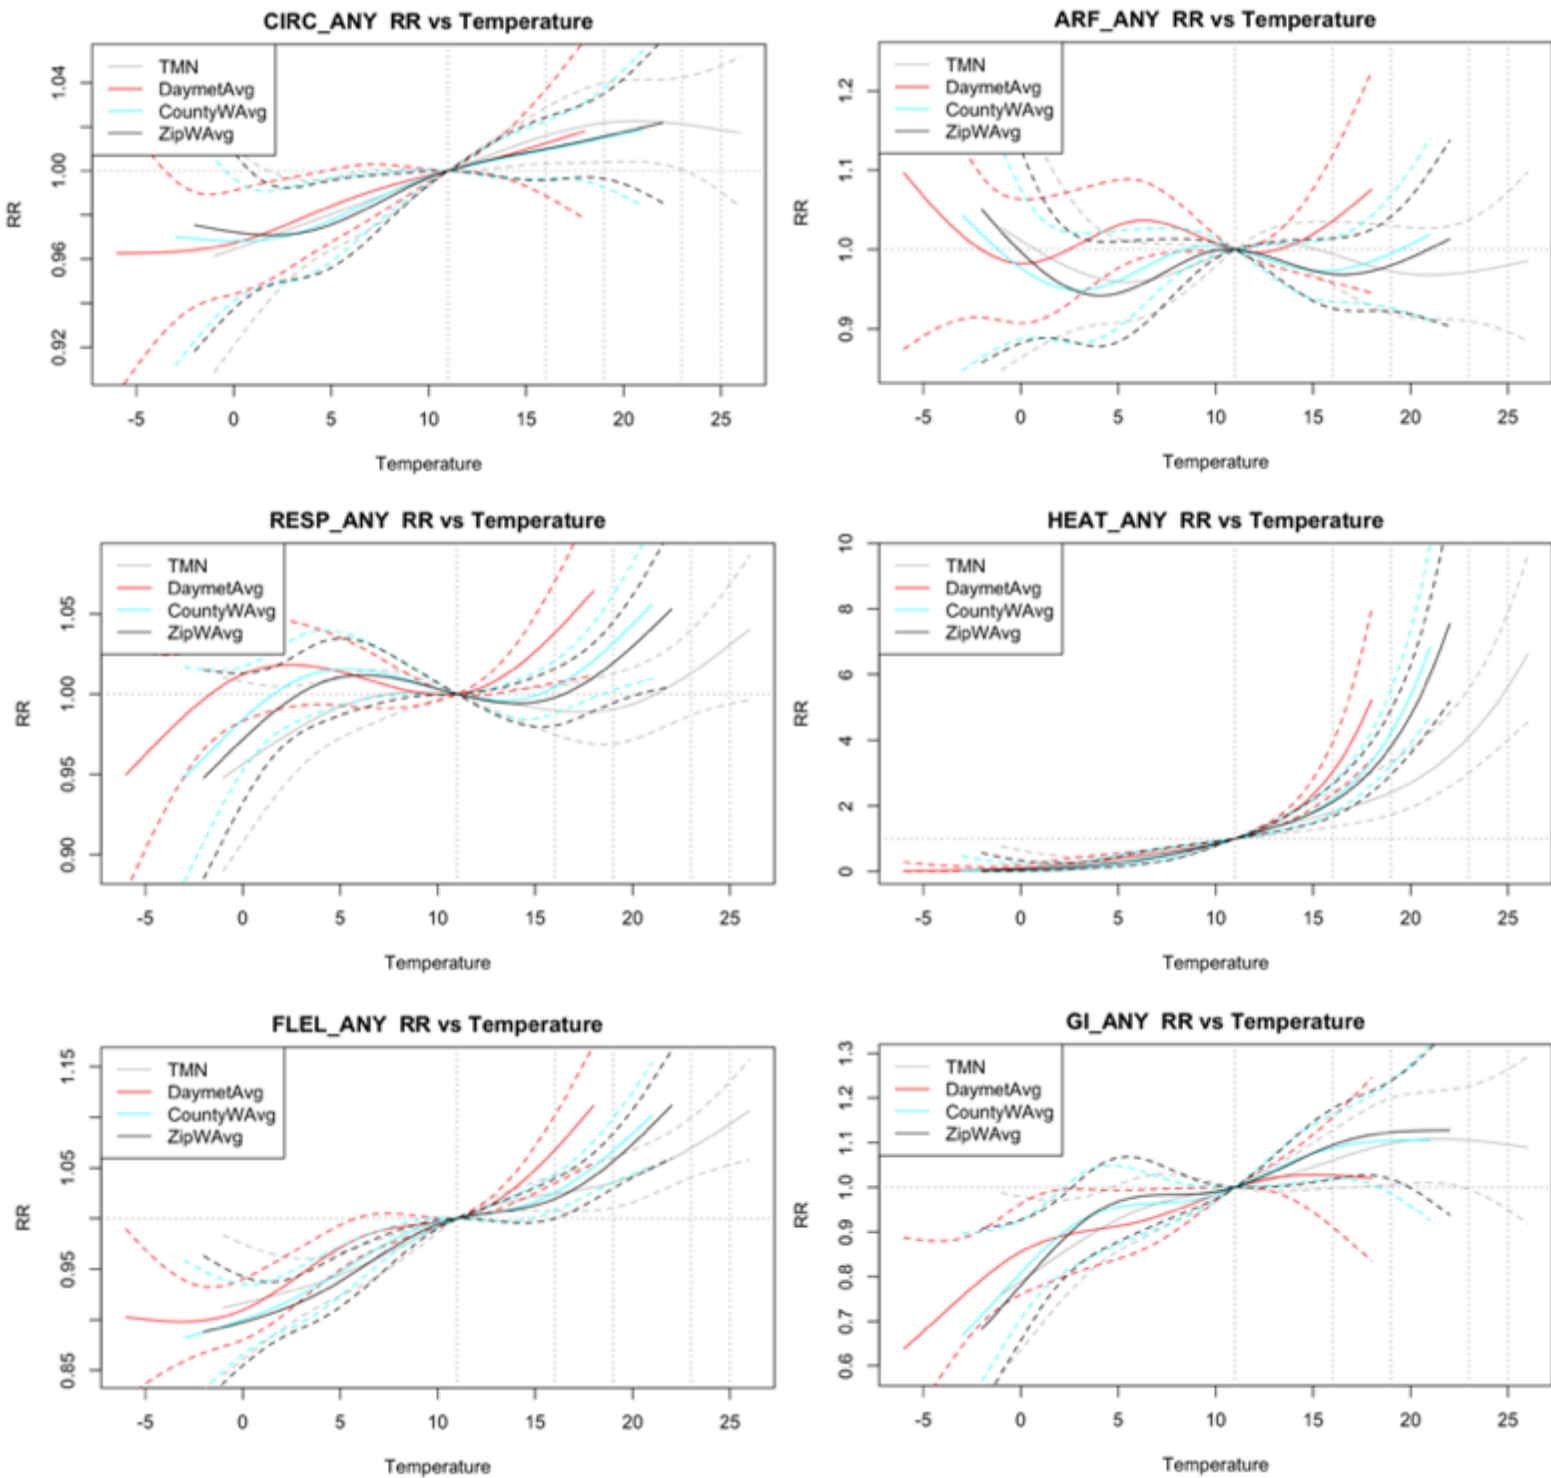 CIRC_ANY RR vs Temperature
TMN
DaymetAvg
CountyWAvg
ZipWAvg
RR
1.04
1.00
0.96
0.92
-5 0 5 10 15 20 25
Temperature
ARF_ANY RR vs Temperature
TMN
DaymetAvg
CountyWAvg
ZipWAvg
RR
1.2
1.1
1.0
0.9
-5 0 5 10 15 20 25
Temperature
RESP_ANY RR vs Temperature
TMN
DaymetAvg
CountyWAvg
ZipWAvg
RR
1.05
1.00
0.95
0.90
-5 0 5 10 15 20 25
Temperature
HEAT_ANY RR vs Temperature
TMN
DaymetAvg
CountyWAvg
ZipWAvg
RR
10
8
6
4
2
0
-5 0 5 10 15 20 25
Temperature
FLEL_ANY RR vs Temperature
TMN
DaymetAvg
CountyWAvg
ZipWAvg
RR
1.15
1.05
0.95
0.85
-5 0 5 10 15 20 25
Temperature
GI_ANY RR vs Temperature
TMN
DaymetAvg
CountyWAvg
ZipWAvg
RR
1.3
1.2
1.1
1.0
0.9
0.8
0.7
0.6
-5 0 5 10 15 20 25
Temperature